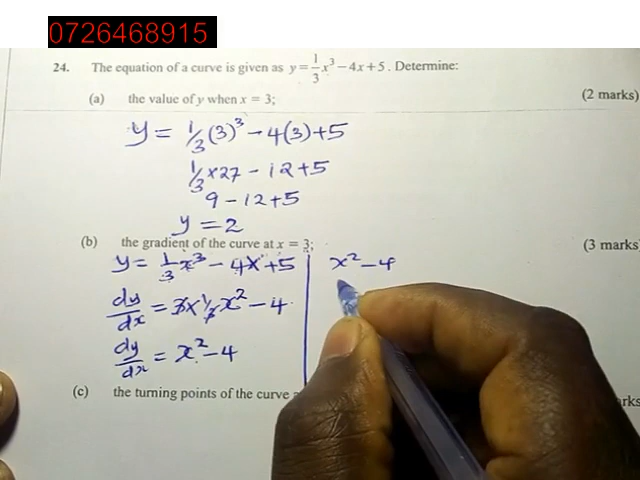 0726468915
24. The equation of a curve is given as y = 1/3 x³ − 4x + 5. Determine:
(a) the value of y when x = 3; (2 marks)
y = 1/3 (3)³ − 4(3) + 5
1/3 × 27 − 12 + 5
9 − 12 + 5
y = 2
(b) the gradient of the curve at x = 3; (3 marks
y = 1/3 x³ − 4x + 5
dy/dx = 3 × 1/3 x² − 4
dy/dx = x² − 4
x² − 4
(c) the turning points of the curve